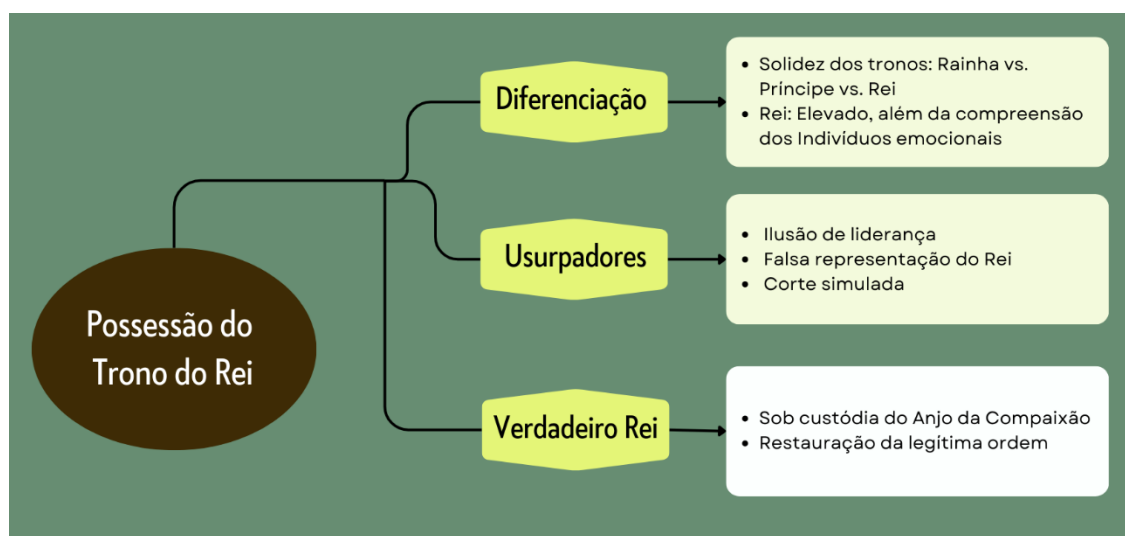 Possessão do
Trono do Rei
Diferenciação
• Solidez dos tronos: Rainha vs.
Príncipe vs. Rei
• Rei: Elevado, além da compreensão
dos Indivíduos emocionais
Usurpadores
• Ilusão de liderança
• Falsa representação do Rei
• Corte simulada
Verdadeiro Rei
• Sob custódia do Anjo da Compaixão
• Restauração da legítima ordem